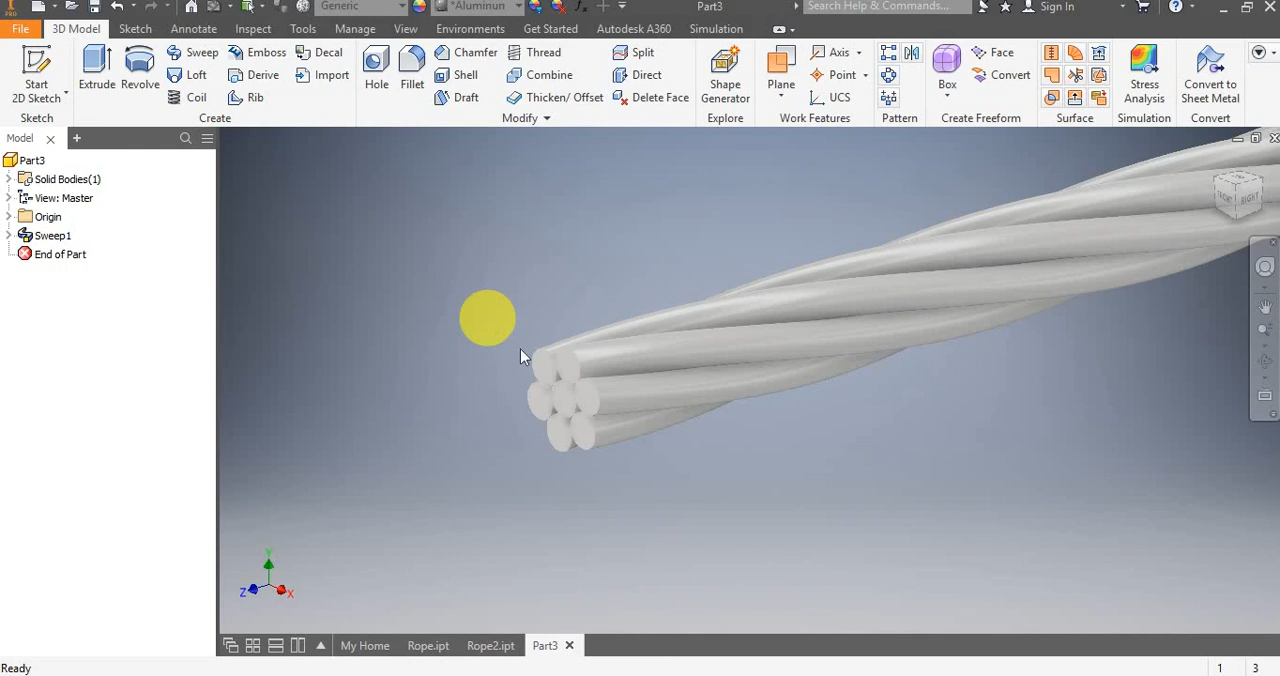 PRO Generic *Aluminun Part3 Search Help & Commands... Sign In
File 3D Model Sketch Annotate Inspect Tools Manage View Environments Get Started Autodesk A360 Simulation
Start 2D Sketch Extrude Revolve Sweep Emboss Decal Hole Fillet Chamfer Thread Split Shape Generator Plane Axis Box Face Stress Analysis Convert to Sheet Metal
Loft Derive Import Shell Combine Direct Point Convert
Coil Rib Draft Thicken/ Offset Delete Face UCS
Sketch Create Modify Explore Work Features Pattern Create Freeform Surface Simulation Convert
Model
Part3
Solid Bodies(1)
View: Master
Origin
Sweep1
End of Part
FRONT RIGHT
Y
Z X
My Home Rope.ipt Rope2.ipt Part3
Ready 1 3